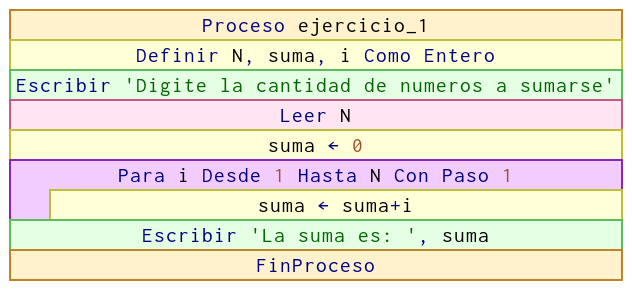 Proceso ejercicio_1
Definir N, suma, i Como Entero
Escribir 'Digite la cantidad de numeros a sumarse'
Leer N
suma ← 0
Para i Desde 1 Hasta N Con Paso 1
suma ← suma+i
Escribir 'La suma es: ', suma
FinProceso